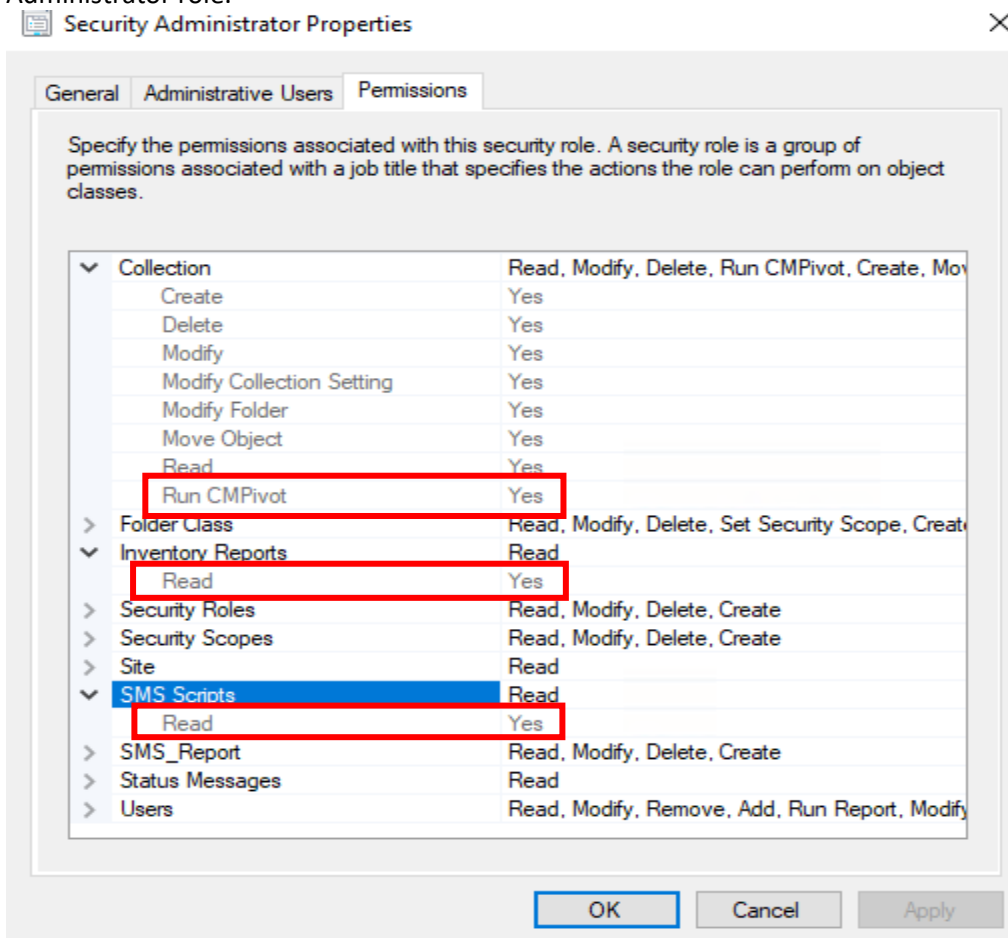 Administrator role.
Security Administrator Properties
General Administrative Users Permissions
Specify the permissions associated with this security role. A security role is a group of
permissions associated with a job title that specifies the actions the role can perform on object
classes.
Collection Read, Modify, Delete, Run CMPivot, Create, Mov
Create Yes
Delete Yes
Modify Yes
Modify Collection Setting Yes
Modify Folder Yes
Move Object Yes
Read Yes
Run CMPivot Yes
Folder Class Read, Modify, Delete, Set Security Scope, Create
Inventory Reports Read
Read Yes
Security Roles Read, Modify, Delete, Create
Security Scopes Read, Modify, Delete, Create
Site Read
SMS Scripts Read
Read Yes
SMS_Report Read, Modify, Delete, Create
Status Messages Read
Users Read, Modify, Remove, Add, Run Report, Modify
OK Cancel Apply